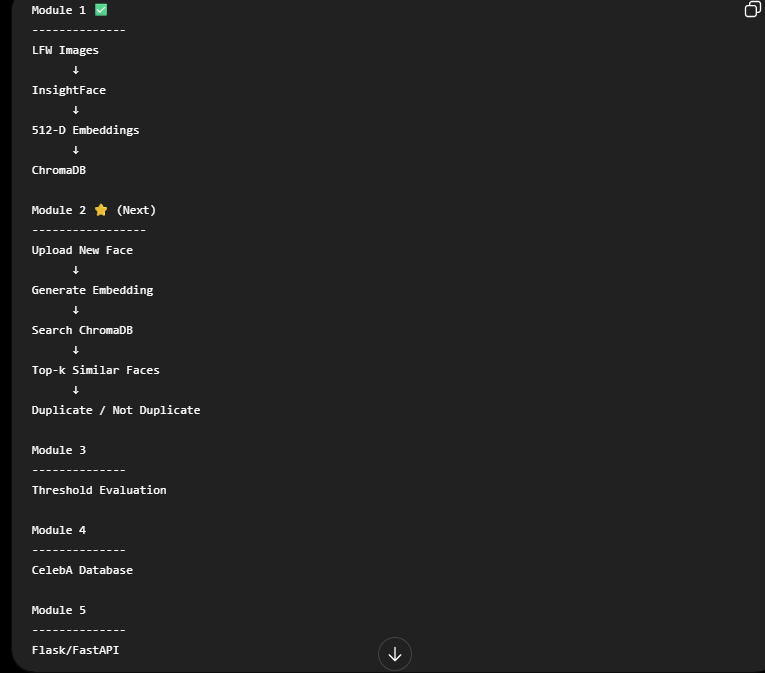 Module 1 ✅
--------------
LFW Images
↓
InsightFace
↓
512-D Embeddings
↓
ChromaDB
Module 2 ⭐ (Next)
-----------------
Upload New Face
↓
Generate Embedding
↓
Search ChromaDB
↓
Top-k Similar Faces
↓
Duplicate / Not Duplicate
Module 3
--------------
Threshold Evaluation
Module 4
--------------
CelebA Database
Module 5
--------------
Flask/FastAPI